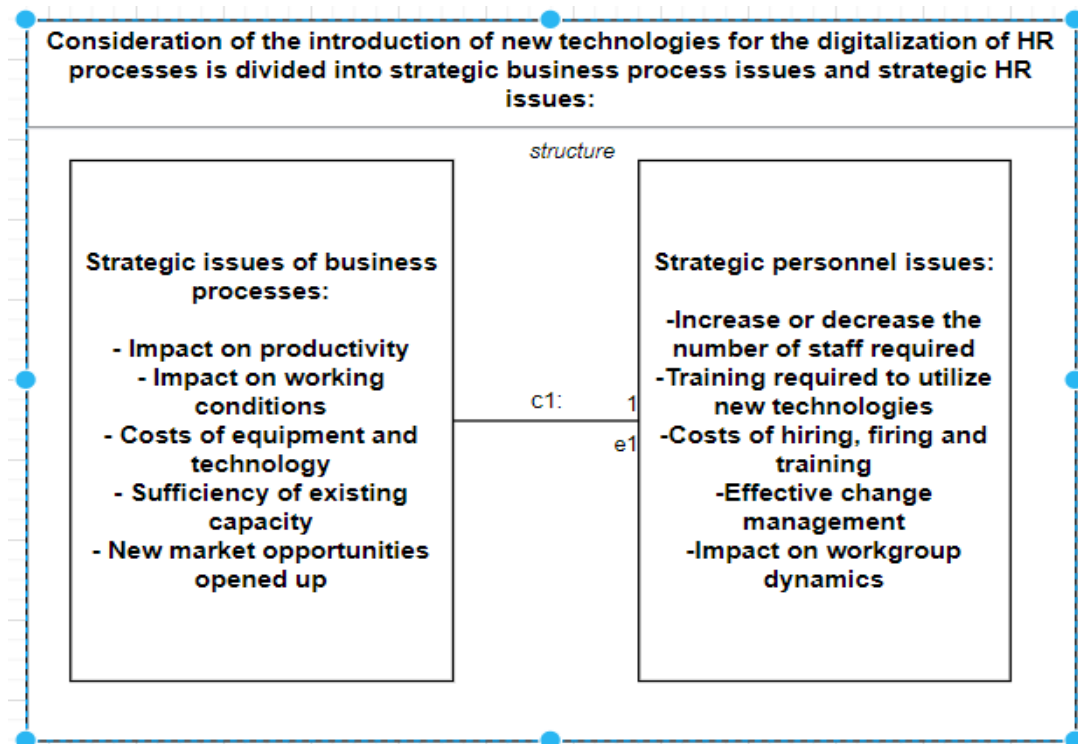 Consideration of the introduction of new technologies for the digitalization of HR
processes is divided into strategic business process issues and strategic HR
issues:
structure
Strategic issues of business
processes:
- Impact on productivity
- Impact on working
conditions
- Costs of equipment and
technology
- Sufficiency of existing
capacity
- New market opportunities
opened up
c1:
1
e1
Strategic personnel issues:
-Increase or decrease the
number of staff required
-Training required to utilize
new technologies
-Costs of hiring, firing and
training
-Effective change
management
-Impact on workgroup
dynamics